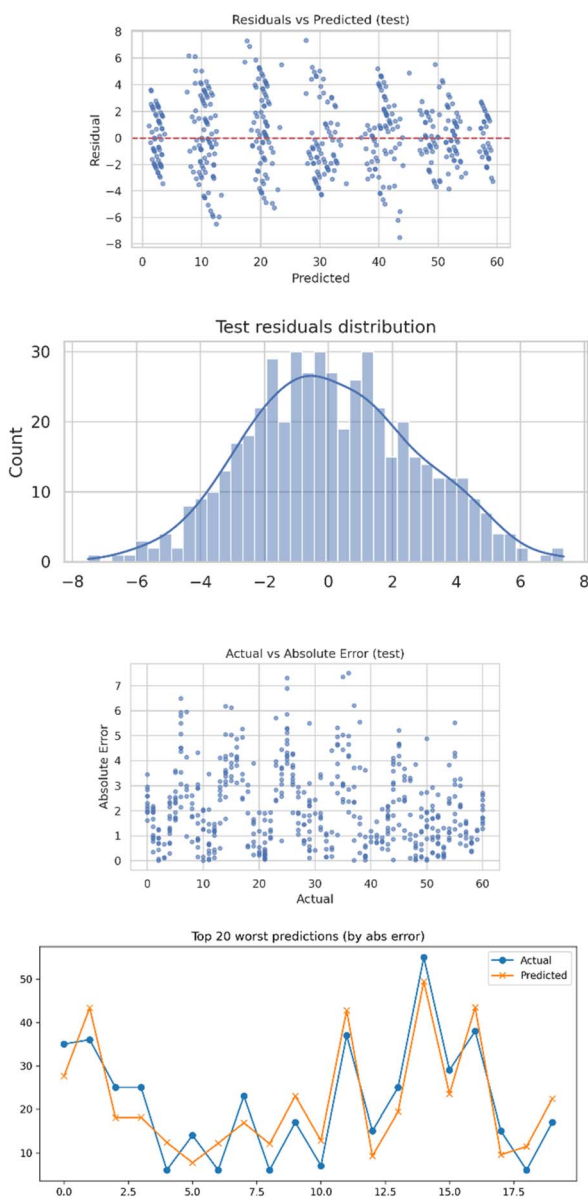 Residuals vs Predicted (test)
8
6
4
2
0
−2
−4
−6
−8
Residual
0 10 20 30 40 50 60
Predicted
Test residuals distribution
30
20
10
0
Count
−8 −6 −4 −2 0 2 4 6 8
Actual vs Absolute Error (test)
7
6
5
4
3
2
1
0
Absolute Error
0 10 20 30 40 50 60
Actual
Top 20 worst predictions (by abs error)
Actual
Predicted
50
40
30
20
10
0.0 2.5 5.0 7.5 10.0 12.5 15.0 17.5